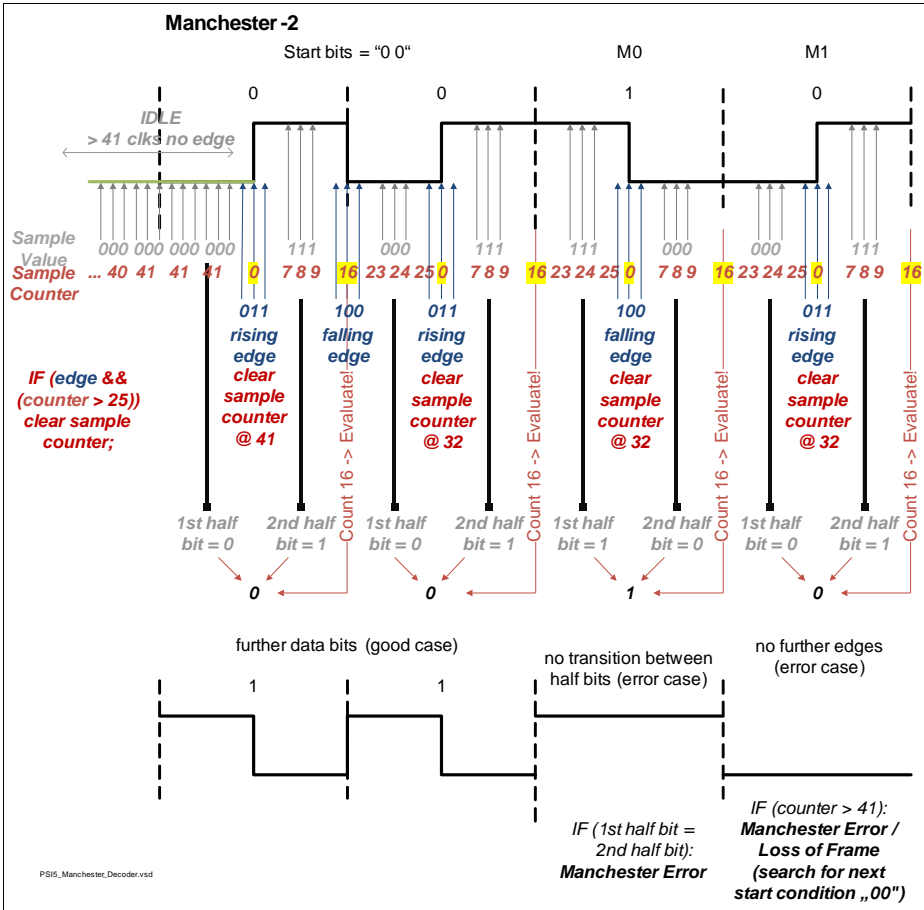 Manchester -2
Start bits = “0 0“ M0 M1
0 0 1 0
IDLE
> 41 clks no edge
000 000 000 000 111 000 111 111 000 000 111
Sample
Value
Sample
Counter
... 40 41 41 41 0 7 8 9 16 23 24 25 0 7 8 9 16 23 24 25 0 7 8 9 16 23 24 25 0 7 8 9 16
011
rising
edge
clear
sample
counter
@ 41
100
falling
edge
011
rising
edge
clear
sample
counter
@ 32
100
falling
edge
clear
sample
counter
@ 32
011
rising
edge
clear
sample
counter
@ 32
IF (edge &&
(counter > 25))
clear sample
counter;
Count 16 -> Evaluate!
Count 16 -> Evaluate!
Count 16 -> Evaluate!
Count 16 -> Evaluate!
1st half
bit = 0
2nd half
bit = 1
1st half
bit = 0
2nd half
bit = 1
1st half
bit = 1
2nd half
bit = 0
1st half
bit = 0
2nd half
bit = 1
0 0 1 0
further data bits (good case)
1 1
no transition between
half bits (error case)
no further edges
(error case)
IF (1st half bit =
2nd half bit):
Manchester Error
IF (counter > 41):
Manchester Error /
Loss of Frame
(search for next
start condition „00")
PSI5_Manchester_Decoder.vsd